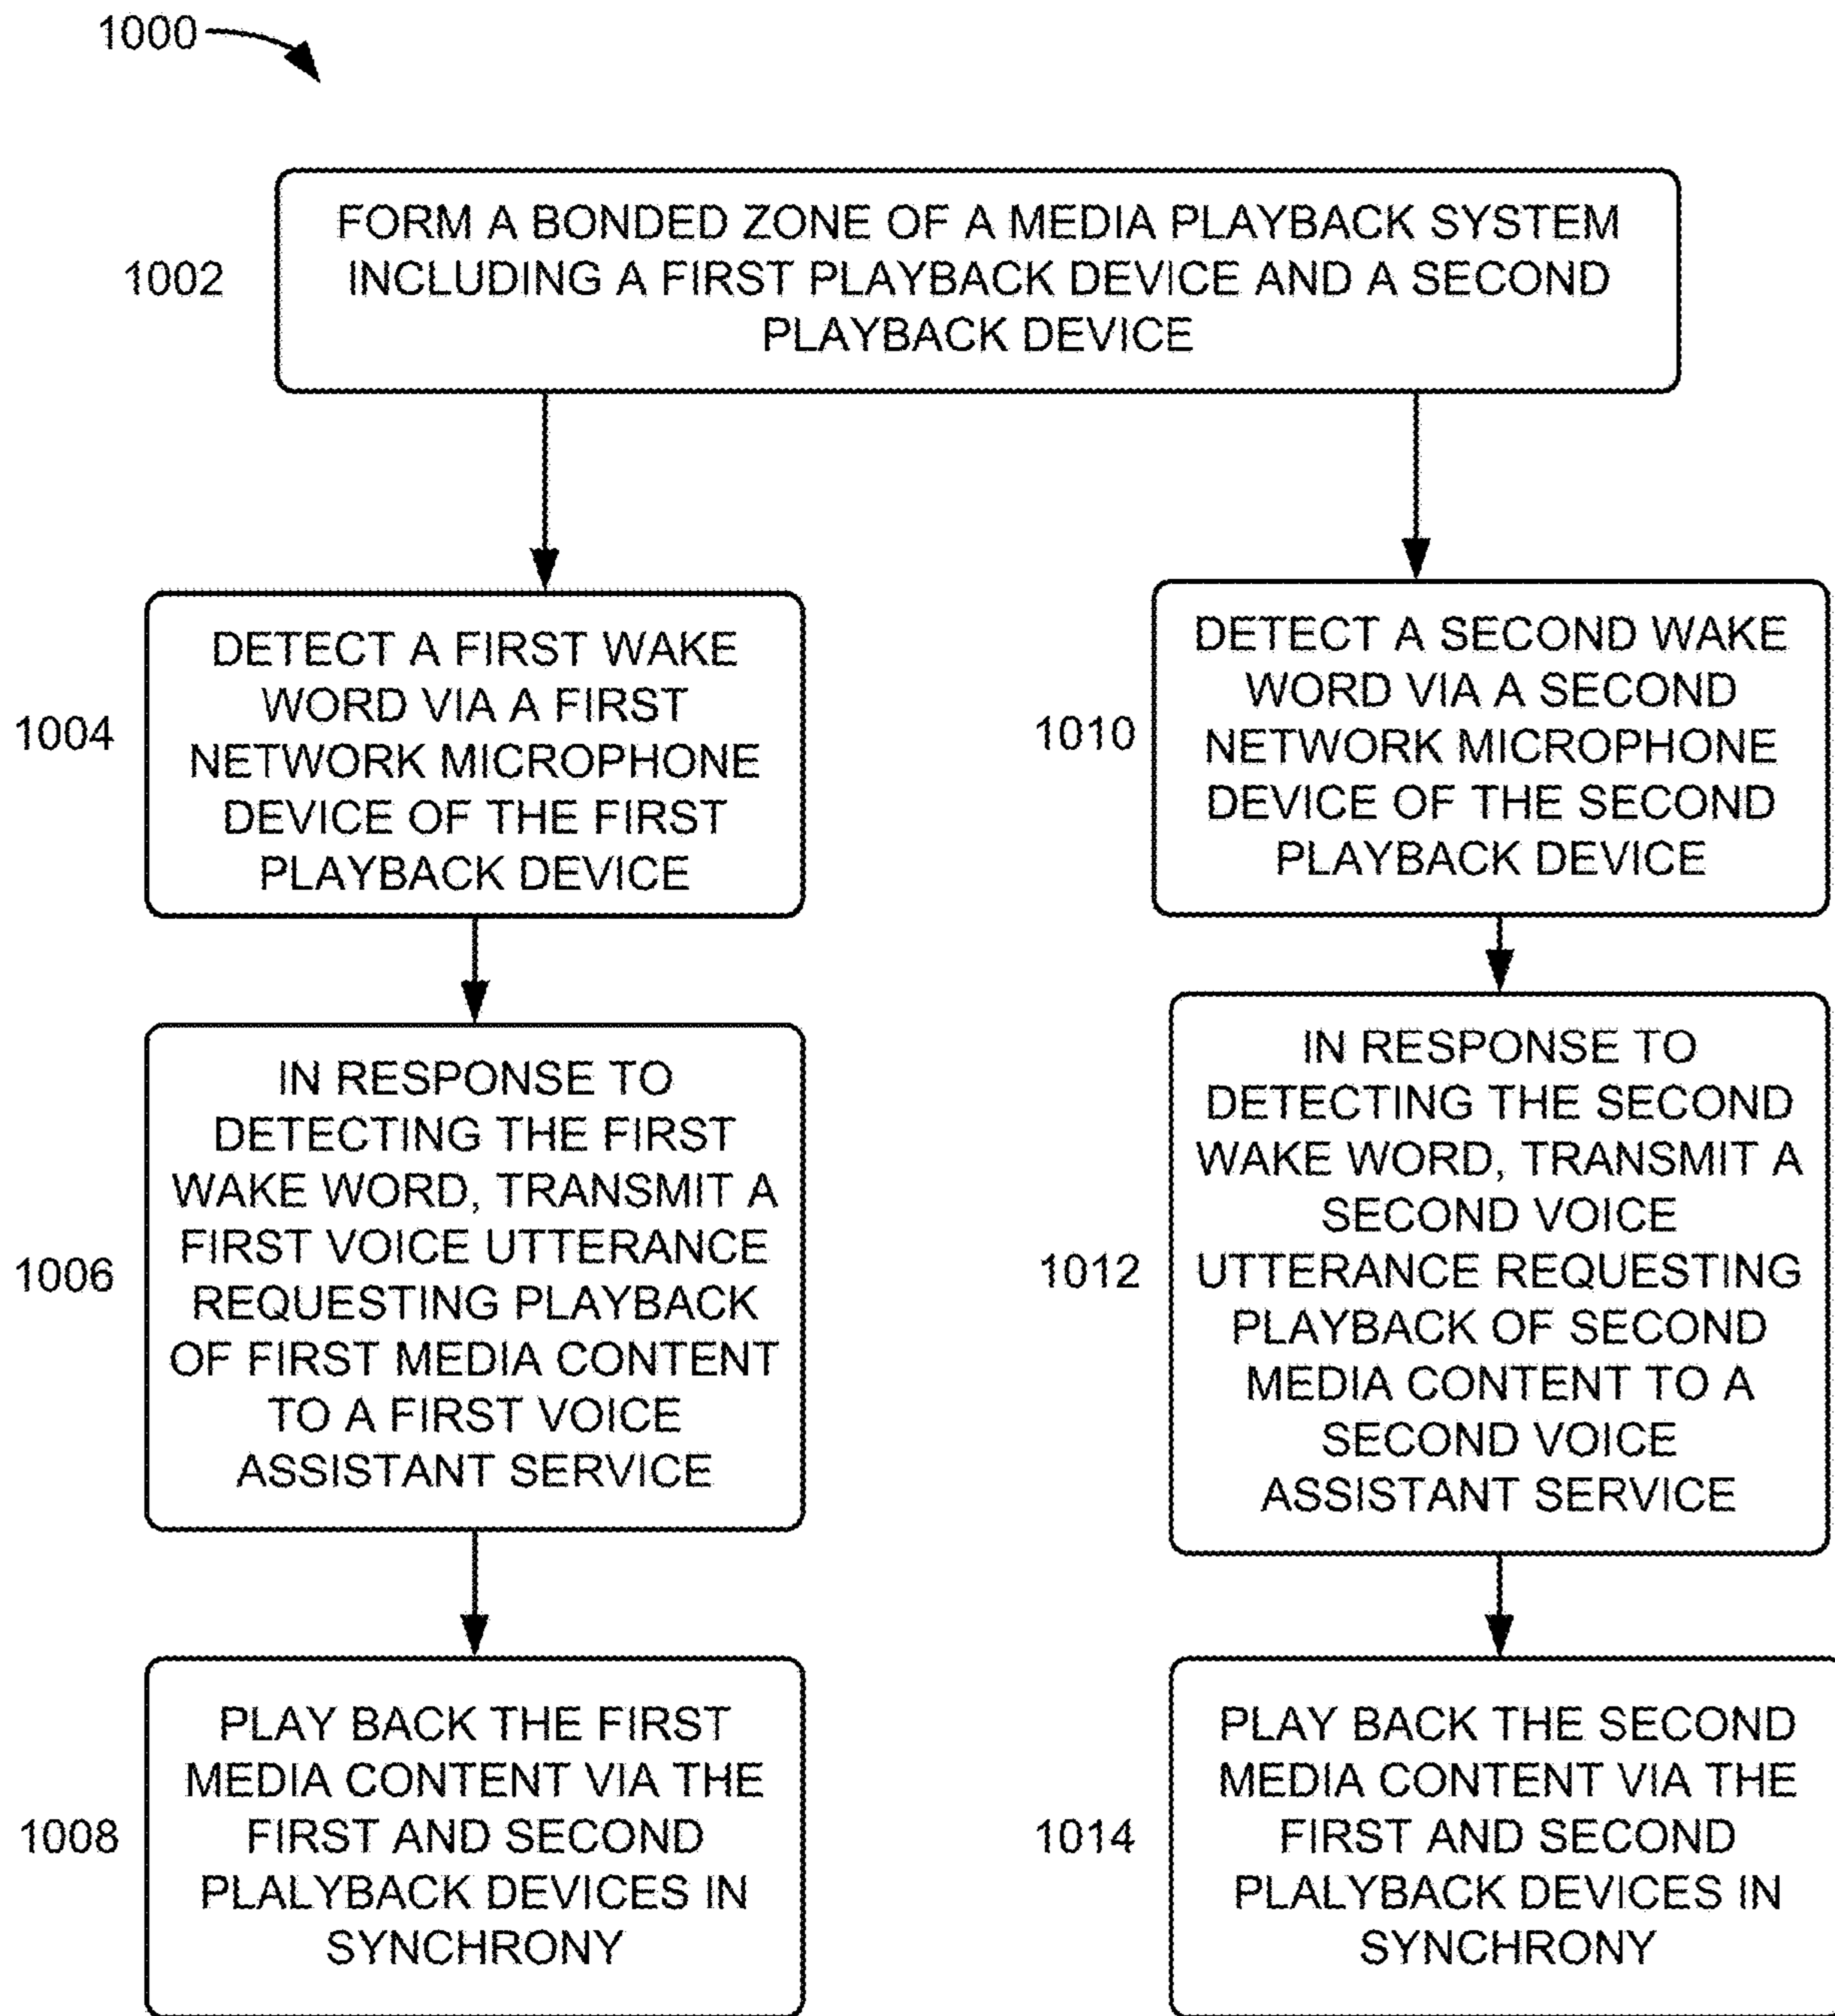 1000
FORM A BONDED ZONE OF A MEDIA PLAYBACK SYSTEM
INCLUDING A FIRST PLAYBACK DEVICE AND A SECOND
PLAYBACK DEVICE
1002
DETECT A FIRST WAKE
WORD VIA A FIRST
NETWORK MICROPHONE
DEVICE OF THE FIRST
PLAYBACK DEVICE
1004
IN RESPONSE TO
DETECTING THE FIRST
WAKE WORD, TRANSMIT A
FIRST VOICE UTTERANCE
REQUESTING PLAYBACK
OF FIRST MEDIA CONTENT
TO A FIRST VOICE
ASSISTANT SERVICE
1006
PLAY BACK THE FIRST
MEDIA CONTENT VIA THE
FIRST AND SECOND
PLALYBACK DEVICES IN
SYNCHRONY
1008
DETECT A SECOND WAKE
WORD VIA A SECOND
NETWORK MICROPHONE
DEVICE OF THE SECOND
PLAYBACK DEVICE
1010
IN RESPONSE TO
DETECTING THE SECOND
WAKE WORD, TRANSMIT A
SECOND VOICE
UTTERANCE REQUESTING
PLAYBACK OF SECOND
MEDIA CONTENT TO A
SECOND VOICE
ASSISTANT SERVICE
1012
PLAY BACK THE SECOND
MEDIA CONTENT VIA THE
FIRST AND SECOND
PLALYBACK DEVICES IN
SYNCHRONY
1014